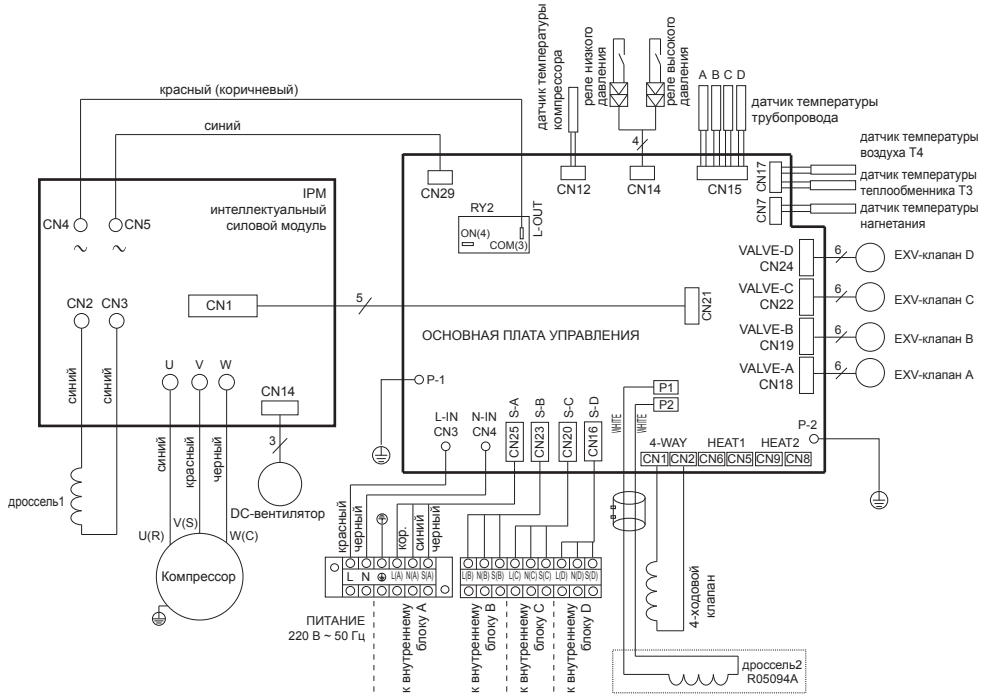 красный (коричневый)
синий
датчик температуры
компрессора
реле низкого
давления
реле высокого
давления
A B C D
датчик температуры
трубопровода
датчик температуры
воздуха T4
датчик температуры
теплообменника T3
датчик температуры
нагнетания
4
CN29
CN12
CN14
CN15
CN17
CN7
IPM
интеллектуальный
силовой модуль
CN4
CN5
~
~
RY2
ON(4)
COM(3)
L-OUT
CN2
CN3
CN1
5
CN21
VALVE-D
CN24
6
EXV-клапан D
VALVE-C
CN22
6
EXV-клапан C
VALVE-B
CN19
6
EXV-клапан B
VALVE-A
CN18
6
EXV-клапан A
ОСНОВНАЯ ПЛАТА УПРАВЛЕНИЯ
синий
синий
U
V
W
CN14
3
P-1
P1
P2
WHITE
WHITE
P-2
L-IN
CN3
N-IN
CN4
S-A
CN25
S-B
CN23
S-C
CN20
S-D
CN16
4-WAY
HEAT1
HEAT2
CN1
CN2
CN6
CN5
CN9
CN8
синий
красный
черный
дроссель1
DC-вентилятор
U(R)
V(S)
W(C)
Компрессор
красный
черный
кор.
синий
черный
L
N
L(A)
N(A)
S(A)
L(B)
N(B)
S(B)
L(C)
N(C)
S(C)
L(D)
N(D)
S(D)
ПИТАНИЕ
220 В ~ 50 Гц
к внутреннему
блоку A
к внутреннему
блоку B
к внутреннему
блоку C
к внутреннему
блоку D
4-ходовой
клапан
дроссель2
R05094A